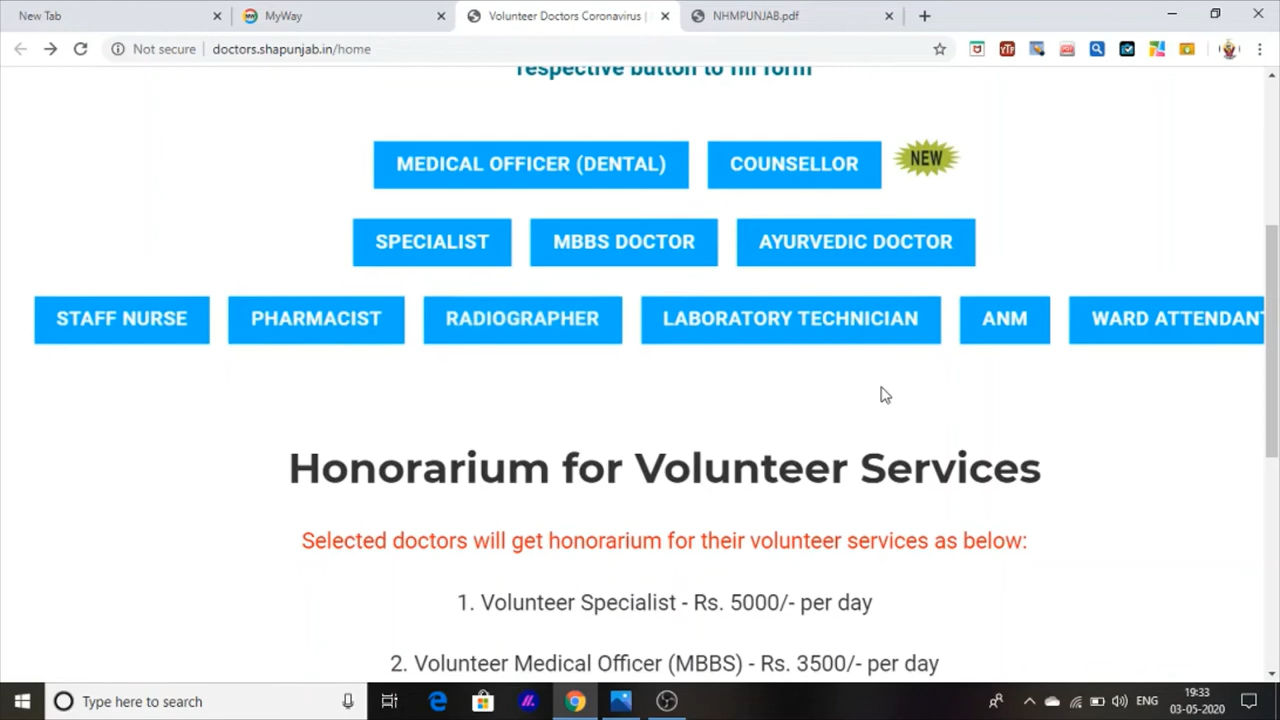 New Tab
MyWay
Volunteer Doctors Coronavirus |
NHMPUNJAB.pdf
Not secure
doctors.shapunjab.in/home
respective button to fill form
MEDICAL OFFICER (DENTAL)
COUNSELLOR
NEW
SPECIALIST
MBBS DOCTOR
AYURVEDIC DOCTOR
STAFF NURSE
PHARMACIST
RADIOGRAPHER
LABORATORY TECHNICIAN
ANM
WARD ATTENDANT
Honorarium for Volunteer Services
Selected doctors will get honorarium for their volunteer services as below:
1. Volunteer Specialist - Rs. 5000/- per day
2. Volunteer Medical Officer (MBBS) - Rs. 3500/- per day
Type here to search
ENG
19:33
03-05-2020